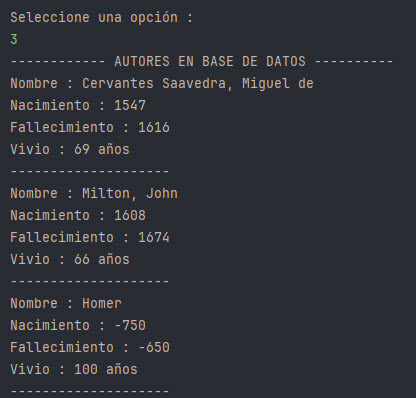 Seleccione una opción :
3
------------ AUTORES EN BASE DE DATOS ----------
Nombre : Cervantes Saavedra, Miguel de
Nacimiento : 1547
Fallecimiento : 1616
Vivio : 69 años
--------------------
Nombre : Milton, John
Nacimiento : 1608
Fallecimiento : 1674
Vivio : 66 años
--------------------
Nombre : Homer
Nacimiento : -750
Fallecimiento : -650
Vivio : 100 años
--------------------